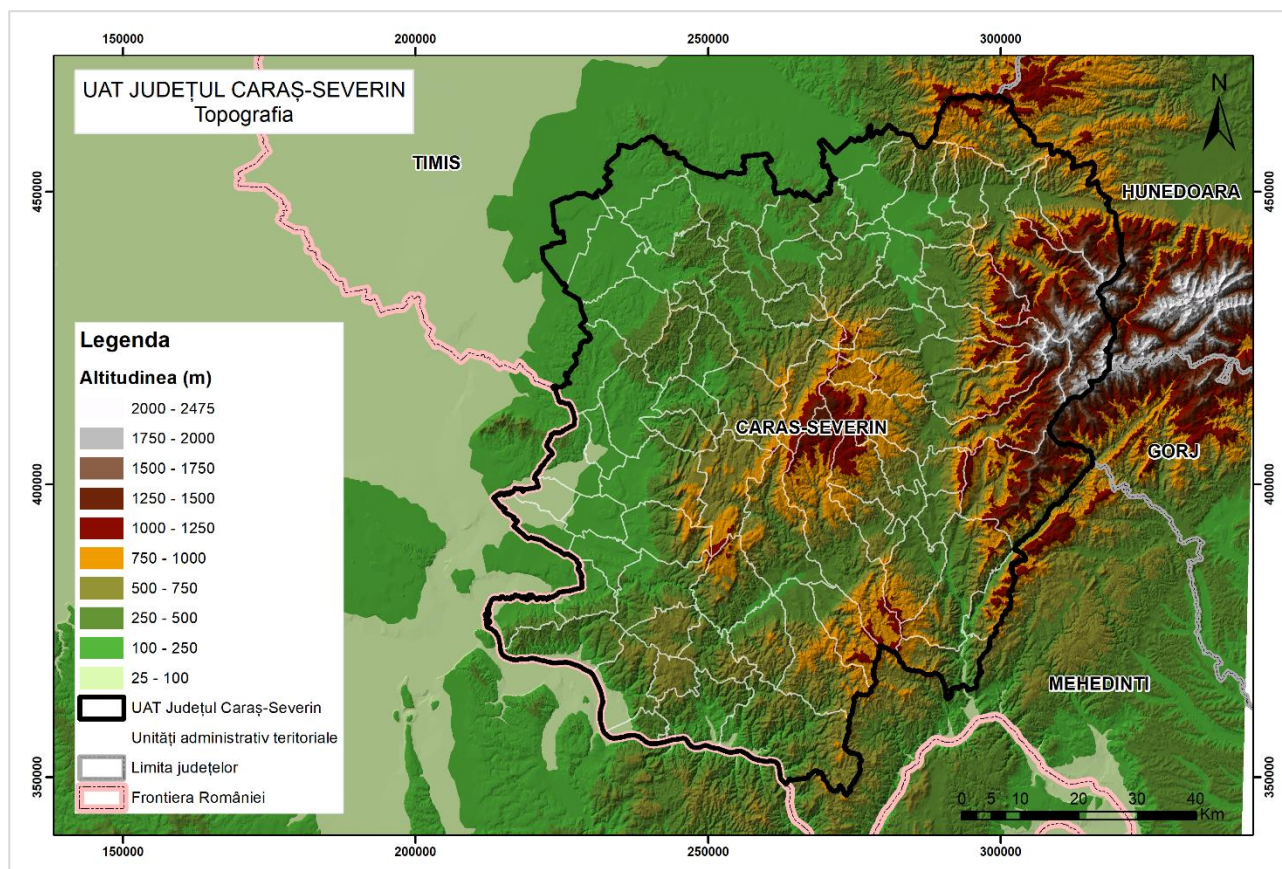 150000 200000 250000 300000
UAT JUDEȚUL CARAȘ-SEVERIN
Topografia
N
TIMIS
HUNEDOARA
450000 450000
CARAS-SEVERIN
GORJ
400000 400000
MEHEDINTI
350000 350000
Legenda
Altitudinea (m)
2000 - 2475
1750 - 2000
1500 - 1750
1250 - 1500
1000 - 1250
750 - 1000
500 - 750
250 - 500
100 - 250
25 - 100
UAT Județul Caraș-Severin
Unități administrativ teritoriale
Limita județelor
Frontiera României
0 5 10 20 30 40
Km
150000 200000 250000 300000